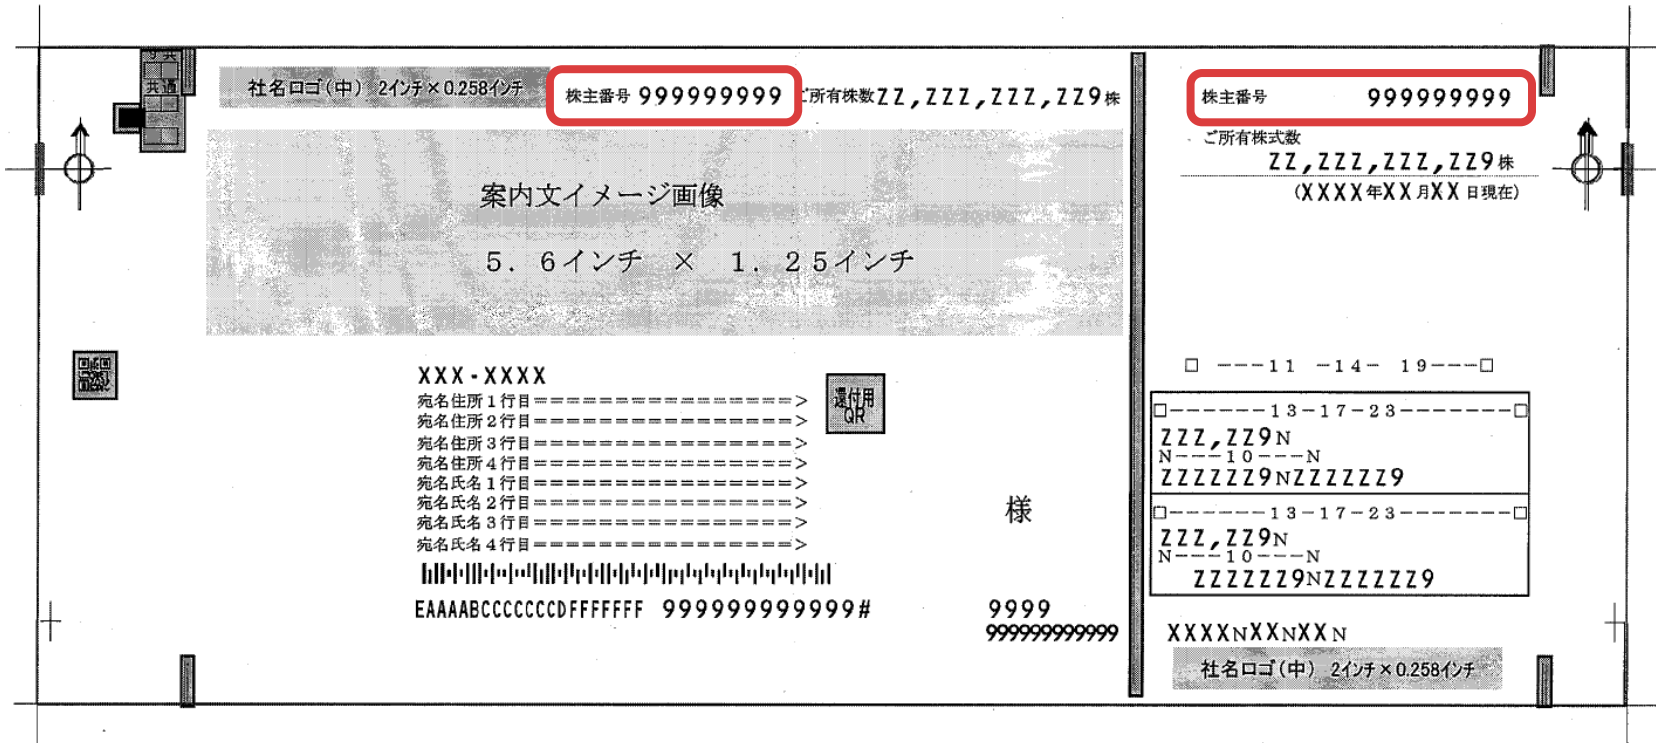 共通
社名ロゴ(中) 2インチ×0.258インチ
株主番号 999999999
ご所有株数ZZ,ZZZ,ZZZ,ZZ9株
案内文イメージ画像
5.6インチ × 1.25インチ
XXX-XXXX
宛名住所1行目=================>
宛名住所2行目=================>
宛名住所3行目=================>
宛名住所4行目=================>
宛名氏名1行目=================>
宛名氏名2行目=================>
宛名氏名3行目=================>
宛名氏名4行目=================>
還付用
QR
様
EAAAABCCCCCCCDFFFFFFF 9999999999999#
9999
999999999999
株主番号 999999999
ご所有株式数
ZZ,ZZZ,ZZZ,ZZ9株
(XXXX年XX月XX日現在)
□ ---11 -14- 19---□
□------13-17-23-------□
ZZZ,ZZ9N
N---10---N
ZZZZZZ9NZZZZZZ9
□------13-17-23-------□
ZZZ,ZZ9N
N---10---N
ZZZZZZ9NZZZZZZ9
XXXXNXXNXXN
社名ロゴ(中) 2インチ×0.258インチ